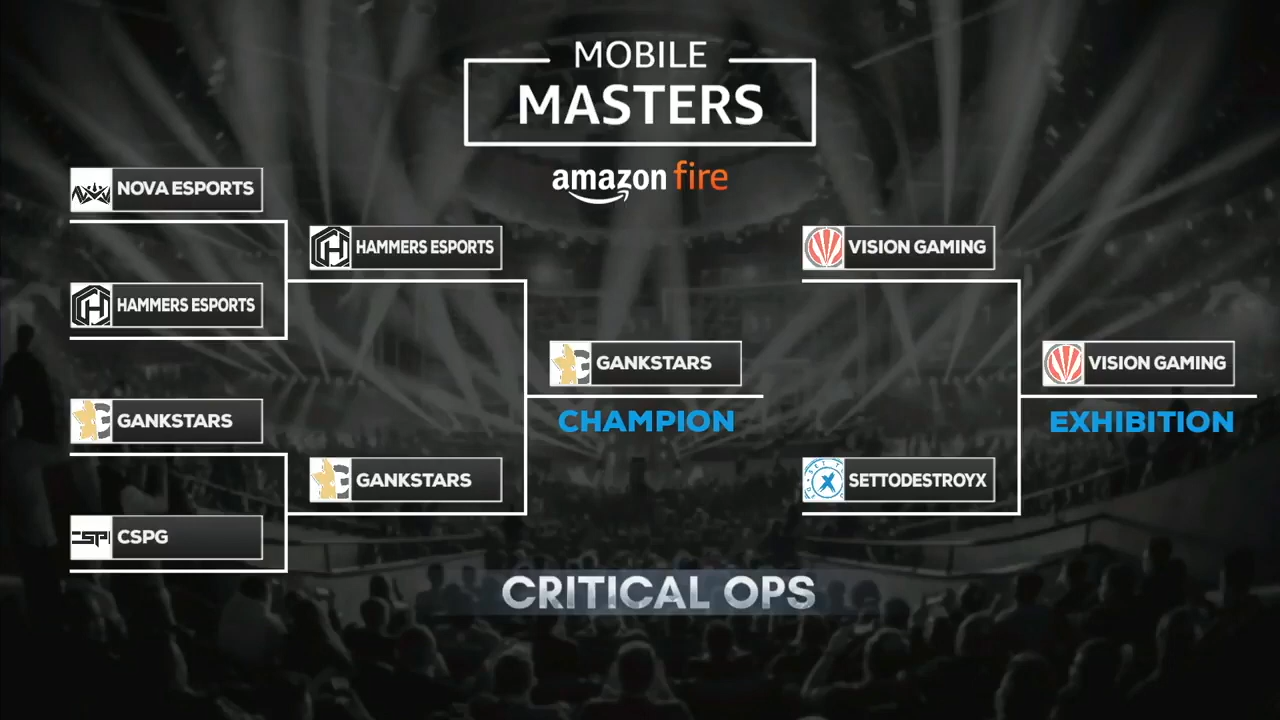 MOBILE
MASTERS
amazon fire
NOVA ESPORTS
HAMMERS ESPORTS
GANKSTARS
CSPG
HAMMERS ESPORTS
GANKSTARS
GANKSTARS
CHAMPION
VISION GAMING
SETTODESTROYX
VISION GAMING
EXHIBITION
CRITICAL OPS